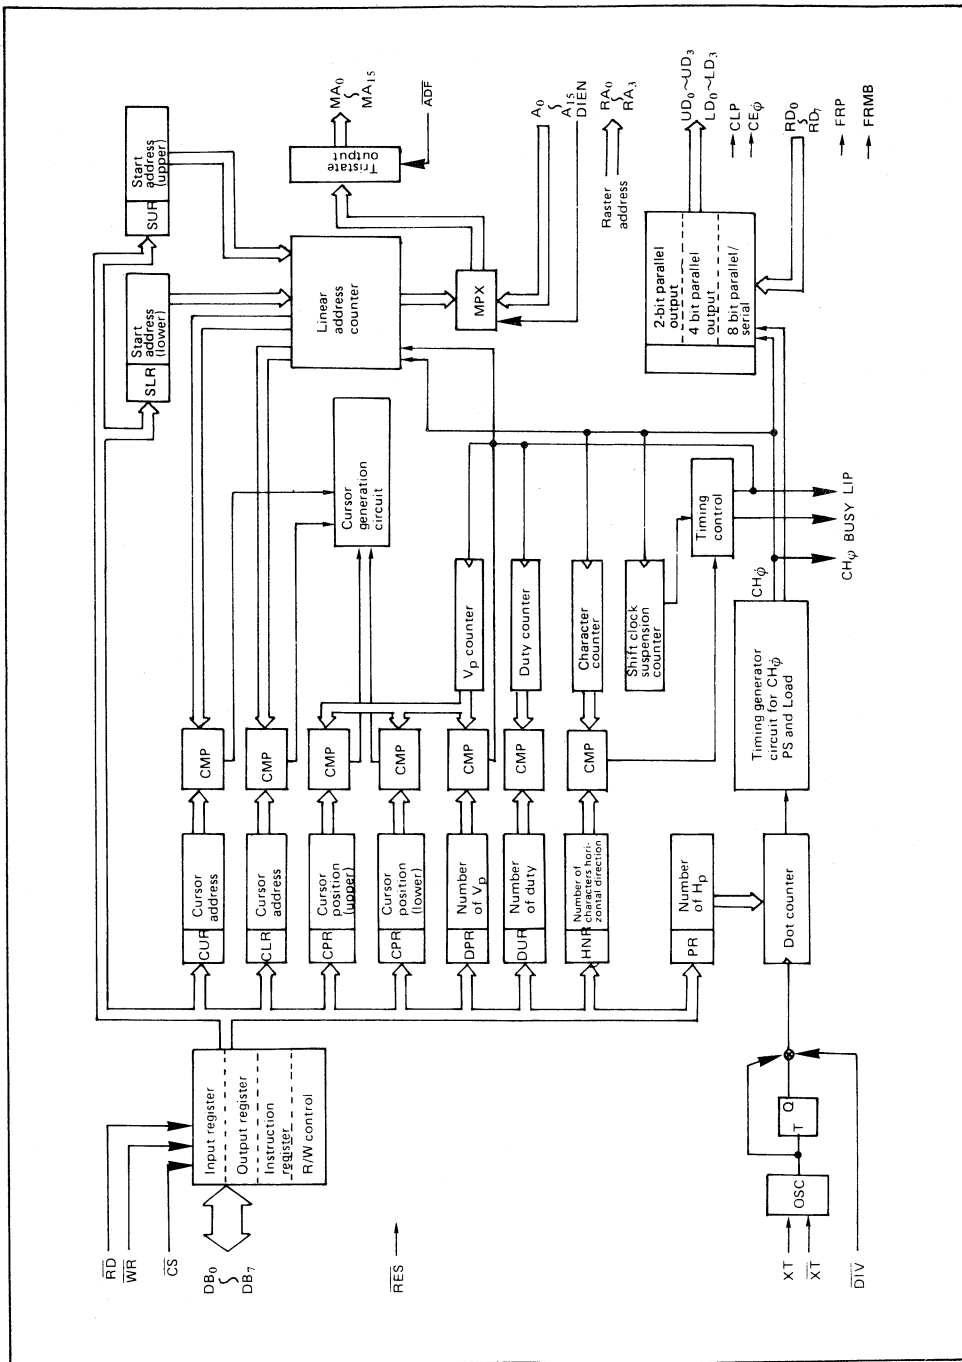 RD
WR
CS
DB0
DB7
Input register
Output register
Instruction
register
R/W control
RES
XT
XT
DIV
OSC
T
Q
SUR
Start
address
(upper)
SLR
Start
address
(lower)
CUR
Cursor
address
CMP
CLR
Cursor
address
CMP
CPR
Cursor
position
(upper)
CMP
CPR
Cursor
position
(lower)
CMP
DPR
Number
of Vp
CMP
Vp counter
DUR
Number
of duty
CMP
Duty counter
HNR
Number of
characters hori-
zontal direction
CMP
Character
counter
Shift clock
suspension
counter
PR
Number
of Hp
Dot counter
Timing generator
circuit for CHφ
PS and Load
CHφ
Timing
control
CHφ
BUSY
LIP
Cursor
generation
circuit
Linear
address
counter
MPX
Tristate
output
MA0
MA15
ADF
A0
A15
DIEN
Raster
address
RA0
RA3
2-bit parallel
output
4 bit parallel
output
8 bit parallel/
serial
UD0~UD3
LD0~LD3
CLP
CEφ
RD0
RD7
FRP
FRMB